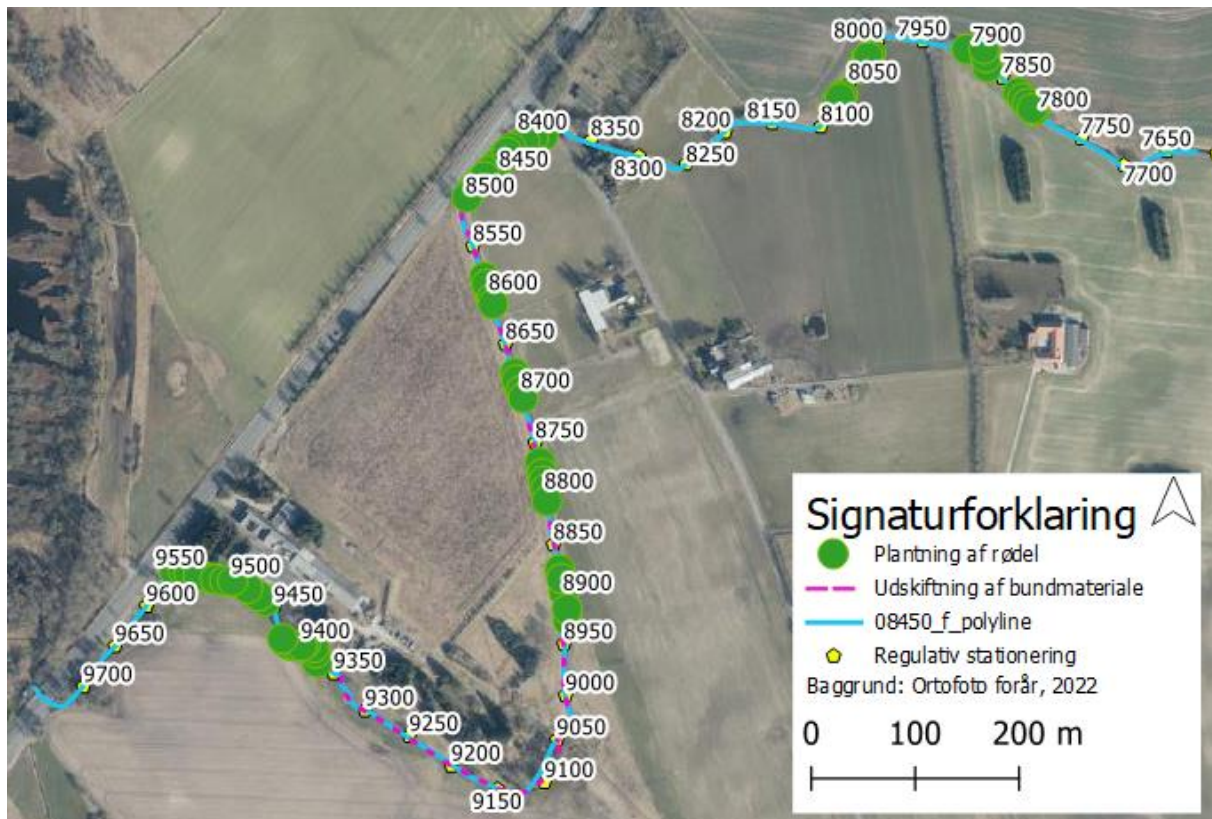 8000 7950 7900
8050 7850
7800
8400 8350 8200 8150 8100 7750 7650
8450 8300 8250 7700
8500
8550
8600
8650
8700
8750
8800
8850
8900
8950
9000
9050
9100
9150
9200
9250
9300
9350
9400
9450
9500
9550
9600
9650
9700
Signaturforklaring
Plantning af rødel
Udskiftning af bundmateriale
08450_f_polyline
Regulativ stationering
Baggrund: Ortofoto forår, 2022
0 100 200 m